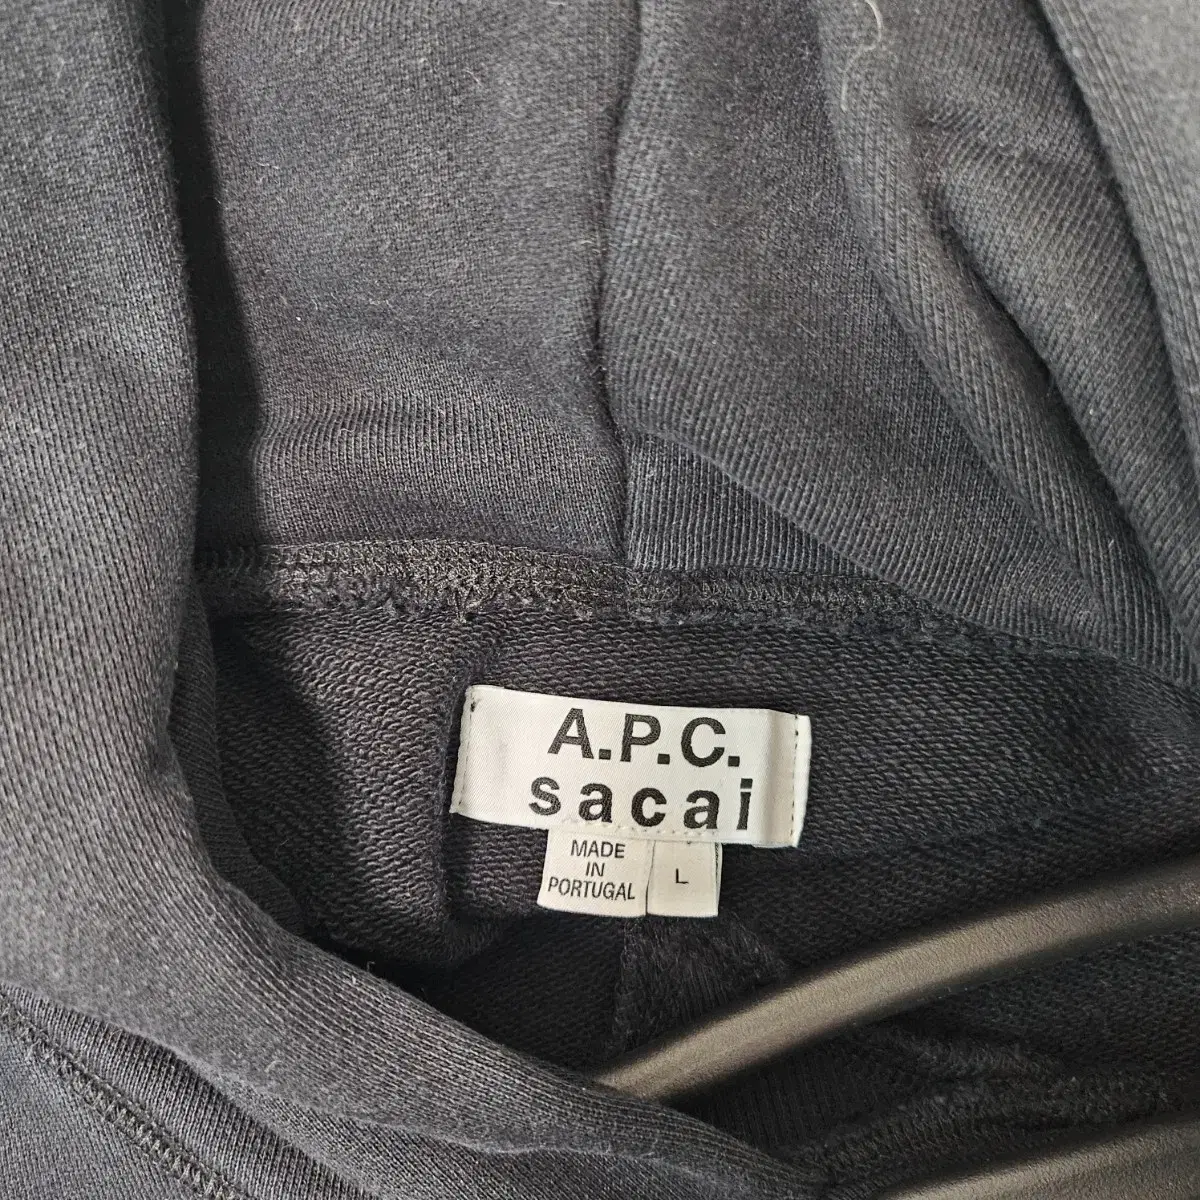 A.P.C.
sacai
MADE
IN
PORTUGAL
L